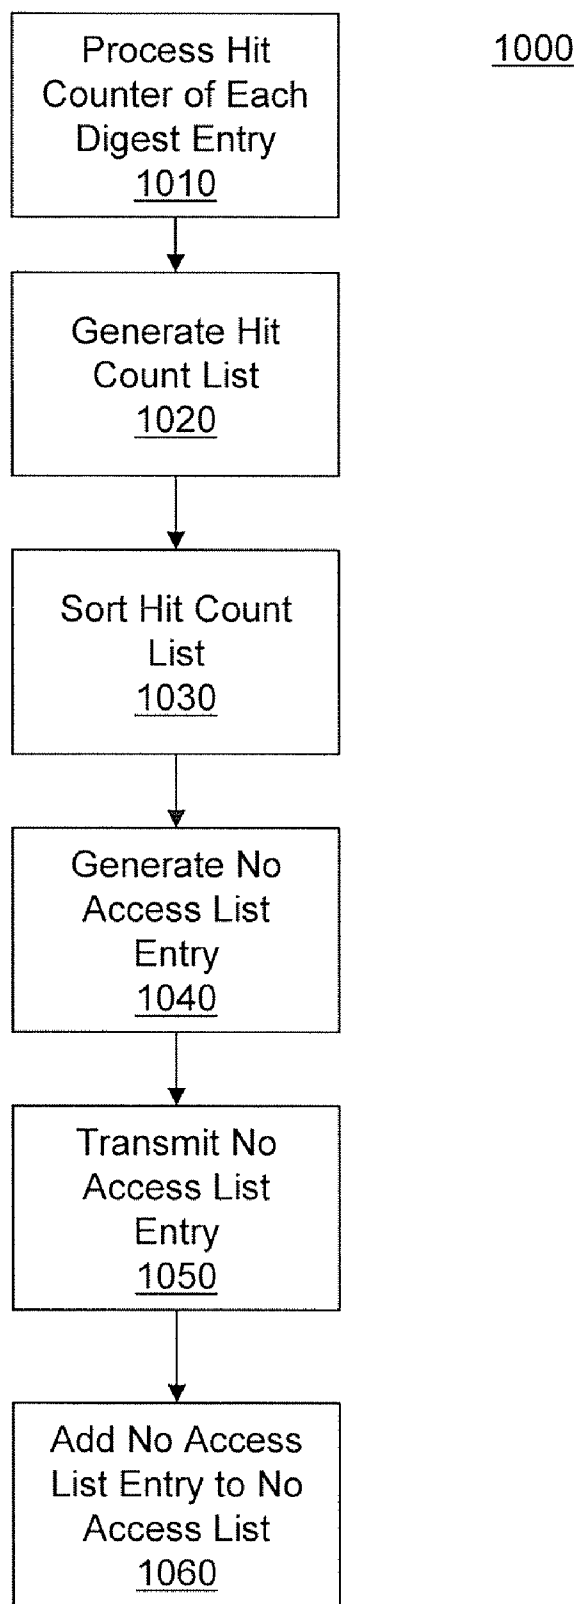 1000
Process Hit
Counter of Each
Digest Entry
1010
Generate Hit
Count List
1020
Sort Hit Count
List
1030
Generate No
Access List
Entry
1040
Transmit No
Access List
Entry
1050
Add No Access
List Entry to No
Access List
1060